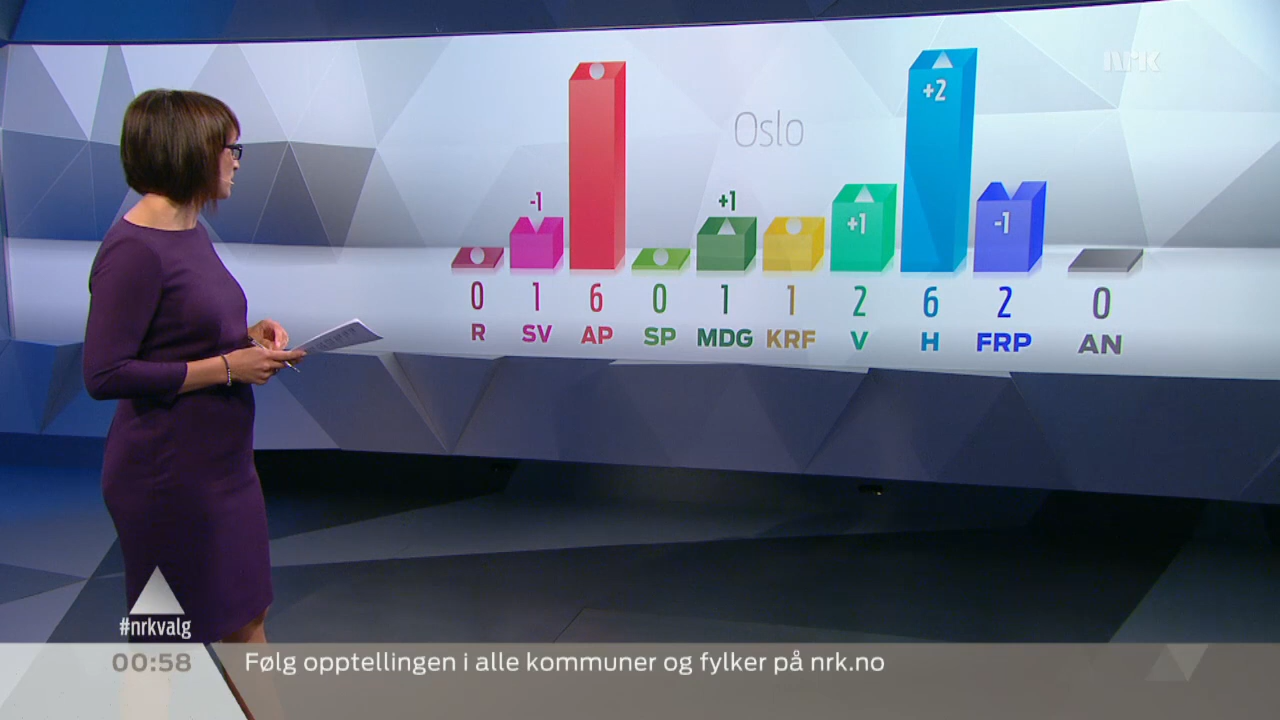 nrk
Oslo
-1 +1 +1 +2 -1
0 1 6 0 1 1 2 6 2 0
R SV AP SP MDG KRF V H FRP AN
#nrkvalg
00:58 Følg opptellingen i alle kommuner og fylker på nrk.no